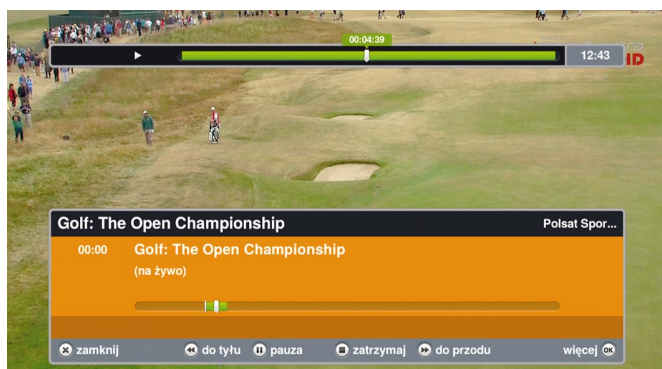 00:04:39
12:43
HD
Golf: The Open Championship
Polsat Spor...
00:00
Golf: The Open Championship
(na żywo)
zamknij
do tyłu
pauza
zatrzymaj
do przodu
więcej
OK